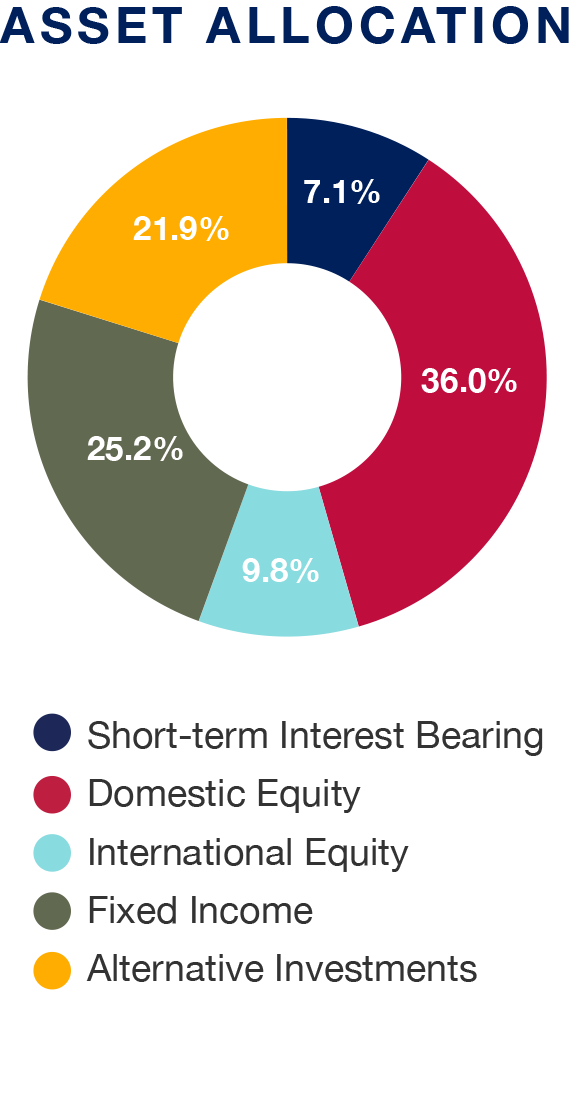 ASSET ALLOCATION
7.1%
21.9%
36.0%
25.2%
9.8%
Short-term Interest Bearing
Domestic Equity
International Equity
Fixed Income
Alternative Investments